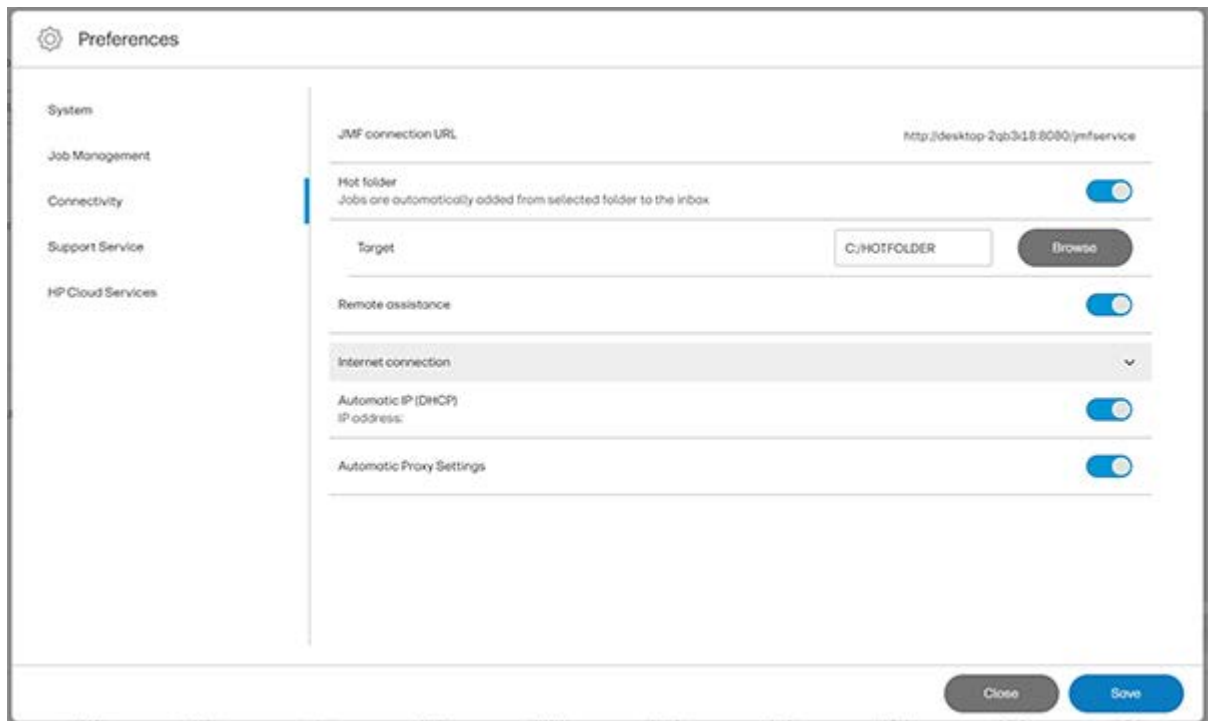 Preferences
System
Job Management
Connectivity
Support Service
HP Cloud Services
JMF connection URL
http://desktop-2qb3i18:8080/jmfservice
Hot folder
Jobs are automatically added from selected folder to the inbox
Target
C:/HOTFOLDER
Browse
Remote assistance
Internet connection
Automatic IP (DHCP)
IP address:
Automatic Proxy Settings
Close
Save